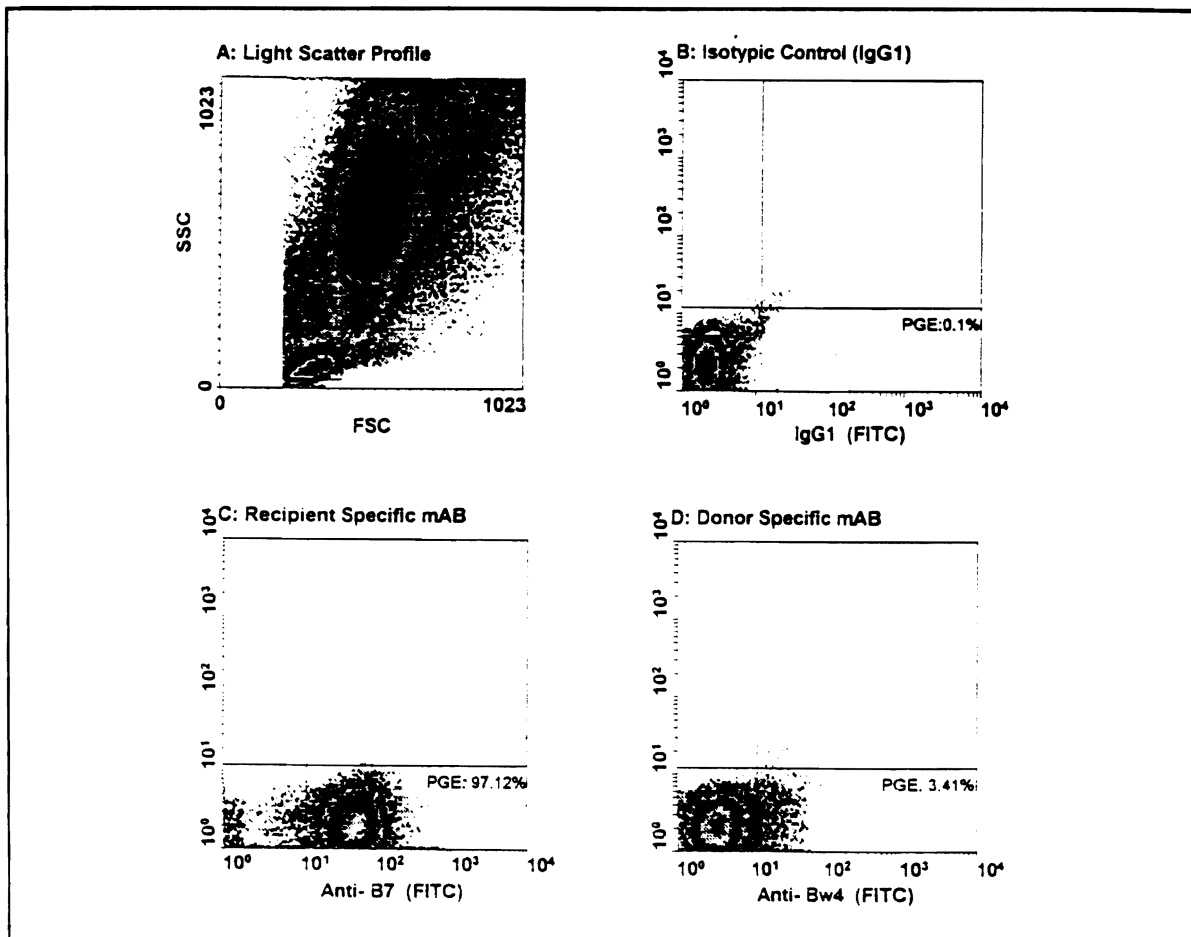 A: Light Scatter Profile
1023
SSC
0
0
1023
FSC
B: Isotypic Control (IgG1)
10⁴
10³
10²
10¹
10⁰
PGE:0.1%
10⁰ 10¹ 10² 10³ 10⁴
IgG1 (FITC)
C: Recipient Specific mAB
10⁴
10³
10²
10¹
10⁰
PGE: 97.12%
10⁰ 10¹ 10² 10³ 10⁴
Anti- B7 (FITC)
D: Donor Specific mAB
10⁴
10³
10²
10¹
10⁰
PGE. 3.41%
10⁰ 10¹ 10² 10³ 10⁴
Anti- Bw4 (FITC)